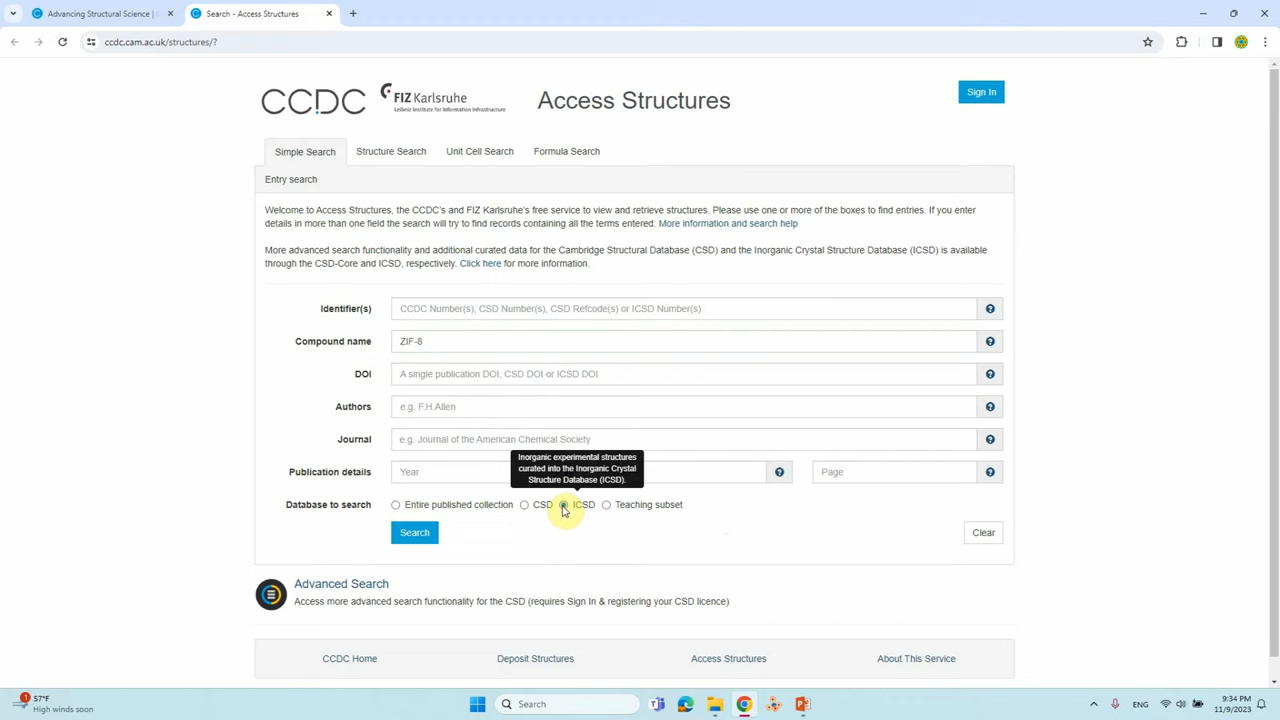 Advancing Structural Science |
Search - Access Structures
ccdc.cam.ac.uk/structures/?
CCDC
FIZ Karlsruhe
Leibniz Institute for Information Infrastructure
Access Structures
Sign In
Simple Search
Structure Search
Unit Cell Search
Formula Search
Entry search
Welcome to Access Structures, the CCDC's and FIZ Karlsruhe's free service to view and retrieve structures. Please use one or more of the boxes to find entries. If you enter
details in more than one field the search will try to find records containing all the terms entered. More information and search help
More advanced search functionality and additional curated data for the Cambridge Structural Database (CSD) and the Inorganic Crystal Structure Database (ICSD) is available
through the CSD-Core and ICSD, respectively. Click here for more information.
Identifier(s) CCDC Number(s), CSD Number(s), CSD Refcode(s) or ICSD Number(s)
Compound name ZIF-8
DOI A single publication DOI, CSD DOI or ICSD DOI
Authors e.g. F.H.Allen
Journal e.g. Journal of the American Chemical Society
Inorganic experimental structures
curated into the Inorganic Crystal
Structure Database (ICSD).
Publication details Year Page
Database to search Entire published collection CSD ICSD Teaching subset
Search
Clear
Advanced Search
Access more advanced search functionality for the CSD (requires Sign In & registering your CSD licence)
CCDC Home
Deposit Structures
Access Structures
About This Service
1
57°F
High winds soon
Search
ENG
9:34 PM
11/9/2023